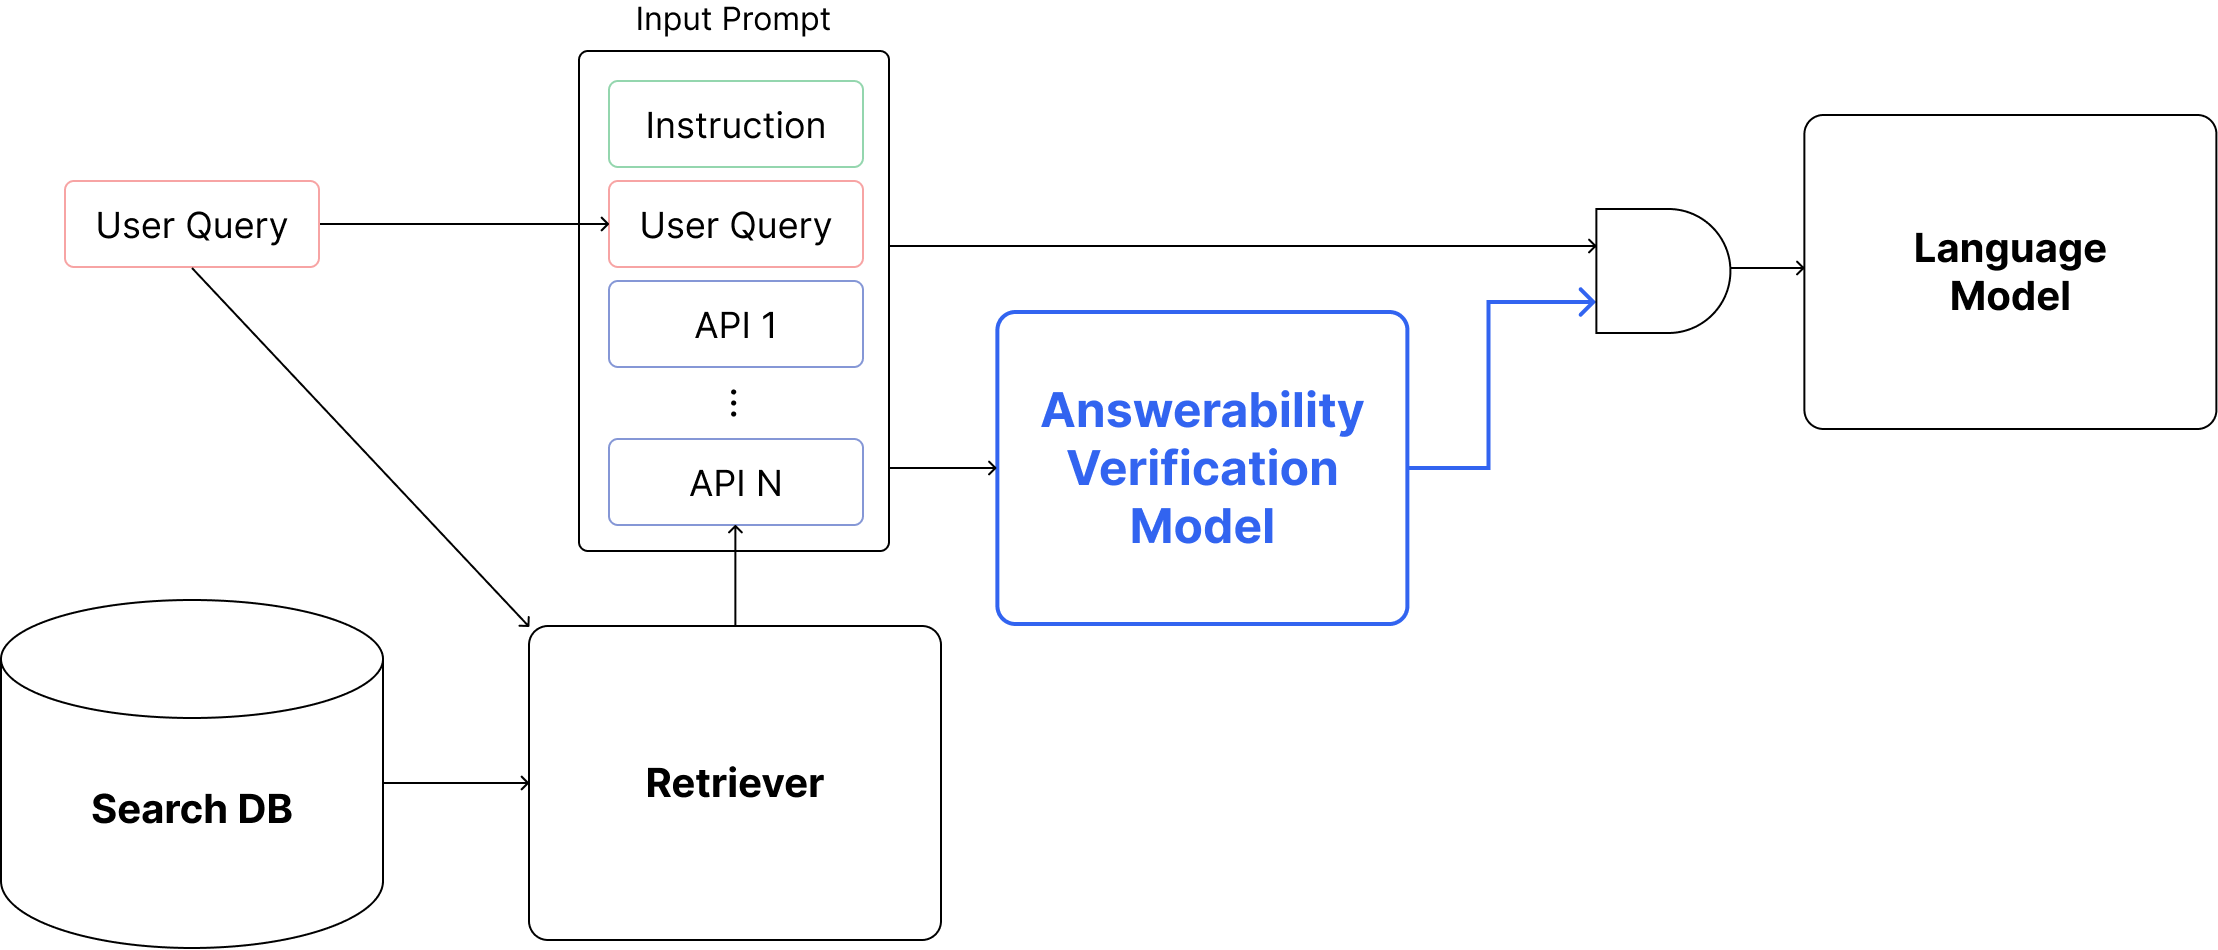 Input Prompt
Instruction
User Query
User Query
API 1
⋮
API N
Answerability
Verification
Model
Language
Model
Search DB
Retriever